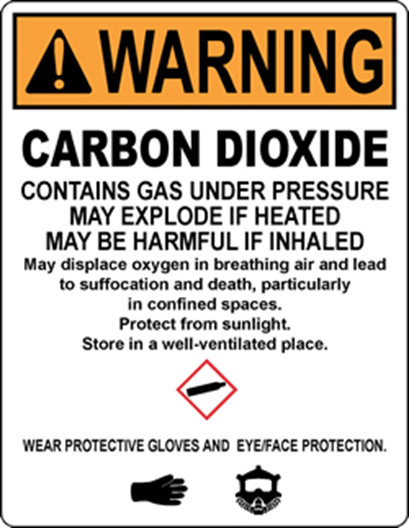 WARNING
CARBON DIOXIDE
CONTAINS GAS UNDER PRESSURE
MAY EXPLODE IF HEATED
MAY BE HARMFUL IF INHALED
May displace oxygen in breathing air and lead
to suffocation and death, particularly
in confined spaces.
Protect from sunlight.
Store in a well-ventilated place.
WEAR PROTECTIVE GLOVES AND EYE/FACE PROTECTION.